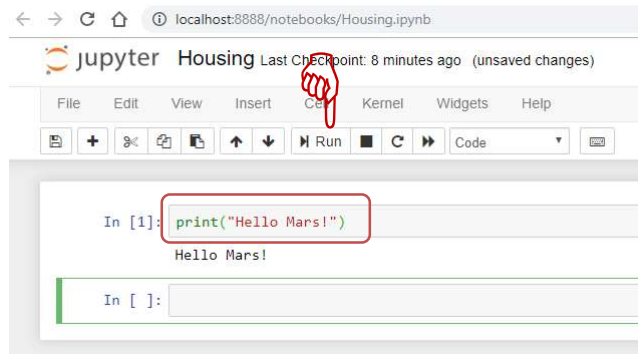 localhost:8888/notebooks/Housing.ipynb
jupyter Housing Last Checkpoint: 8 minutes ago (unsaved changes)
File Edit View Insert Cell Kernel Widgets Help
Run Code
In [1]: print("Hello Mars!")
Hello Mars!
In [ ]: